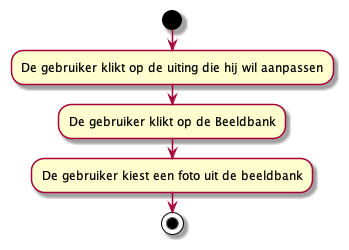 De gebruiker klikt op de uiting die hij wil aanpassen
De gebruiker klikt op de Beeldbank
De gebruiker kiest een foto uit de beeldbank